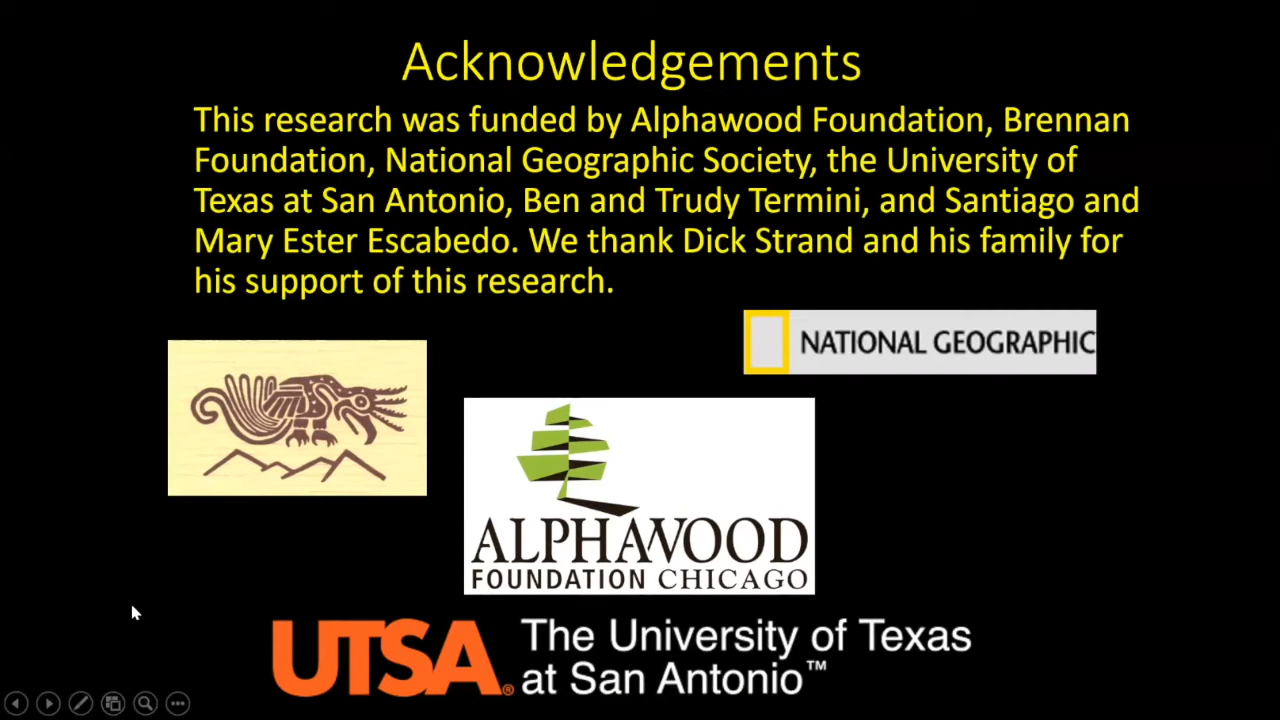 Acknowledgements
This research was funded by Alphawood Foundation, Brennan
Foundation, National Geographic Society, the University of
Texas at San Antonio, Ben and Trudy Termini, and Santiago and
Mary Ester Escabedo. We thank Dick Strand and his family for
his support of this research.
NATIONAL GEOGRAPHIC
ALPHAWOOD
FOUNDATION CHICAGO
UTSA® The University of Texas
at San Antonio™